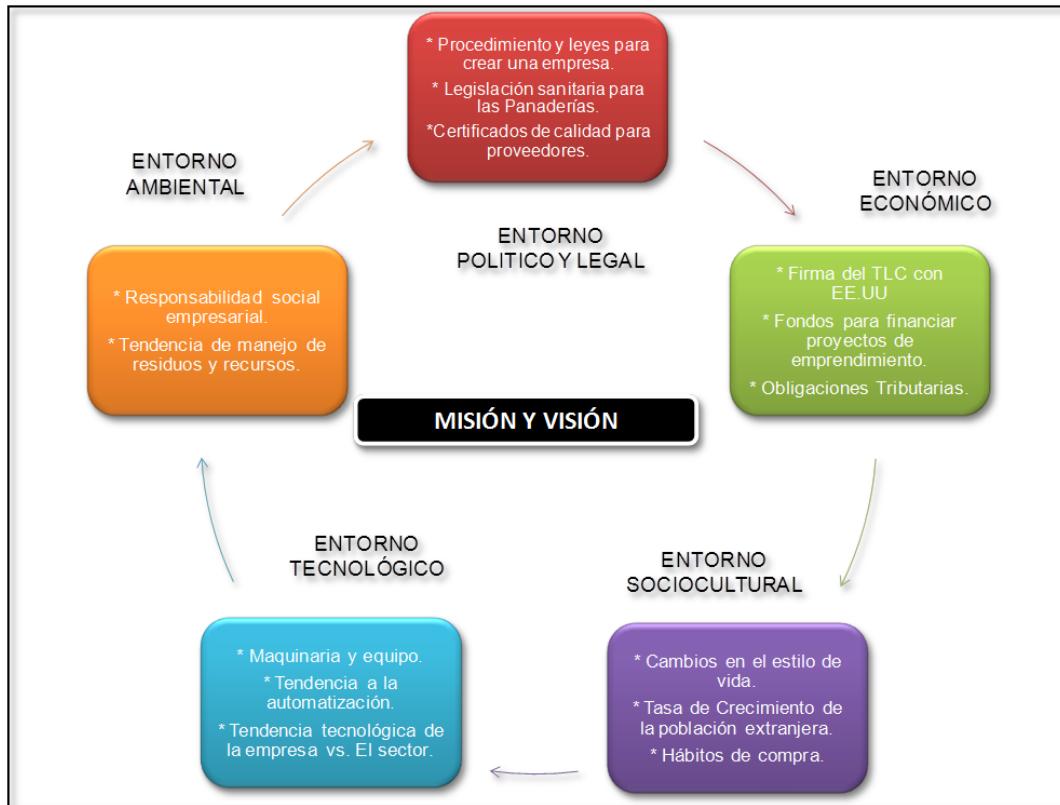 * Procedimiento y leyes para
crear una empresa.
* Legislación sanitaria para
las Panaderías.
*Certificados de calidad para
proveedores.
ENTORNO
POLITICO Y LEGAL
ENTORNO
ECONÓMICO
* Firma del TLC con
EE.UU
* Fondos para financiar
proyectos de
emprendimiento.
* Obligaciones Tributarias.
ENTORNO
SOCIOCULTURAL
* Cambios en el estilo de
vida.
* Tasa de Crecimiento de
la población extranjera.
* Hábitos de compra.
ENTORNO
TECNOLÓGICO
* Maquinaria y equipo.
* Tendencia a la
automatización.
* Tendencia tecnológica de
la empresa vs. El sector.
ENTORNO
AMBIENTAL
* Responsabilidad social
empresarial.
* Tendencia de manejo de
residuos y recursos.
MISIÓN Y VISIÓN